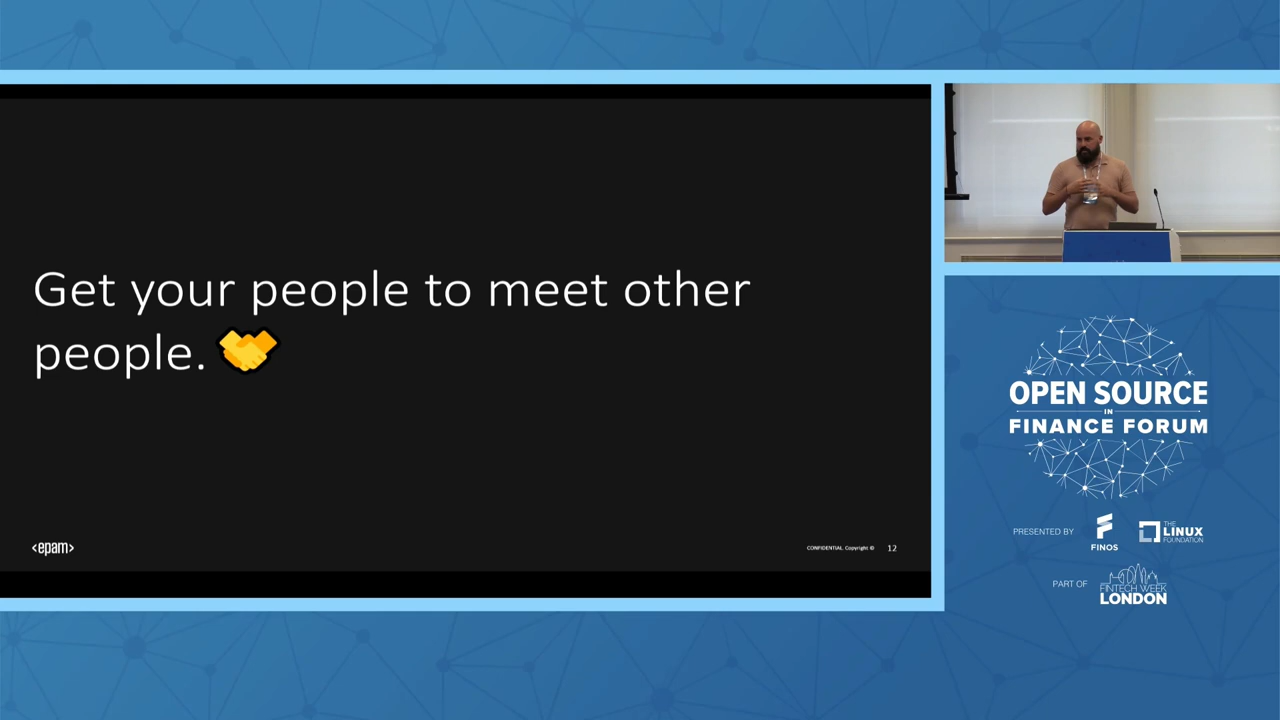 Get your people to meet other
people. 🤝
<epam>
CONFIDENTIAL. Copyright ©
12
OPEN SOURCE
IN
FINANCE FORUM
PRESENTED BY
FINOS
THE
LINUX
FOUNDATION
PART OF
FINTECH WEEK
LONDON